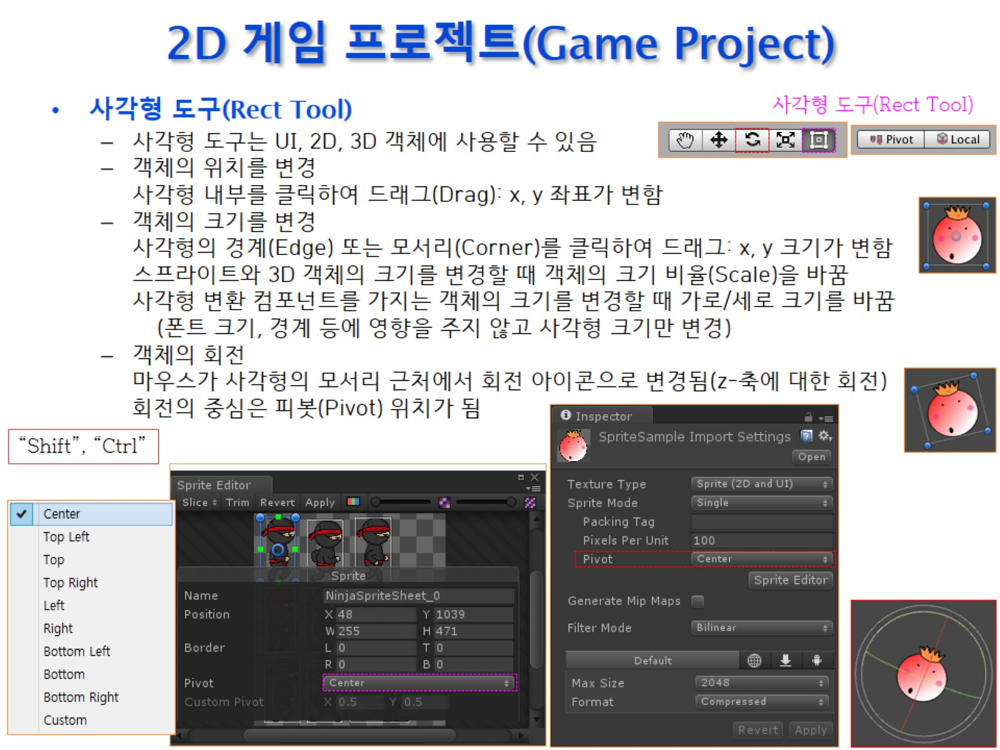 2D 게임 프로젝트(Game Project)
• 사각형 도구(Rect Tool)
사각형 도구(Rect Tool)
Pivot Local
– 사각형 도구는 UI, 2D, 3D 객체에 사용할 수 있음
– 객체의 위치를 변경
사각형 내부를 클릭하여 드래그(Drag): x, y 좌표가 변함
– 객체의 크기를 변경
사각형의 경계(Edge) 또는 모서리(Corner)를 클릭하여 드래그: x, y 크기가 변함
스프라이트와 3D 객체의 크기를 변경할 때 객체의 크기 비율(Scale)을 바꿈
사각형 변환 컴포넌트를 가지는 객체의 크기를 변경할 때 가로/세로 크기를 바꿈
(폰트 크기, 경계 등에 영향을 주지 않고 사각형 크기만 변경)
– 객체의 회전
마우스가 사각형의 모서리 근처에서 회전 아이콘으로 변경됨(z-축에 대한 회전)
회전의 중심은 피봇(Pivot) 위치가 됨
“Shift”, “Ctrl”
Center
Top Left
Top
Top Right
Left
Right
Bottom Left
Bottom
Bottom Right
Custom
Sprite Editor
Slice Trim Revert Apply
Sprite
Name NinjaSpriteSheet_0
Position X 48 Y 1039
W 255 H 471
Border L 0 T 0
R 0 B 0
Pivot Center
Custom Pivot X 0.5 Y 0.5
Inspector
SpriteSample Import Settings
Open
Texture Type Sprite (2D and UI)
Sprite Mode Single
Packing Tag
Pixels Per Unit 100
Pivot Center
Sprite Editor
Generate Mip Maps
Filter Mode Bilinear
Default
Max Size 2048
Format Compressed
Revert Apply